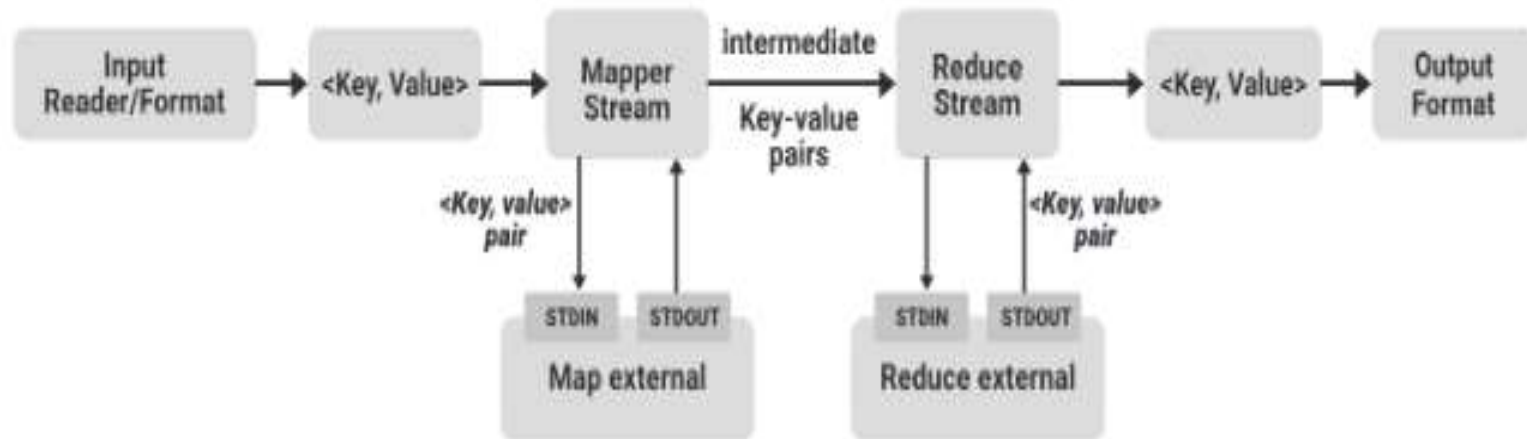 Input
Reader/Format
<Key, Value>
Mapper
Stream
intermediate
Key-value
pairs
Reduce
Stream
<Key, Value>
Output
Format
<Key, value>
pair
<Key, value>
pair
STDIN
STDOUT
Map external
STDIN
STDOUT
Reduce external